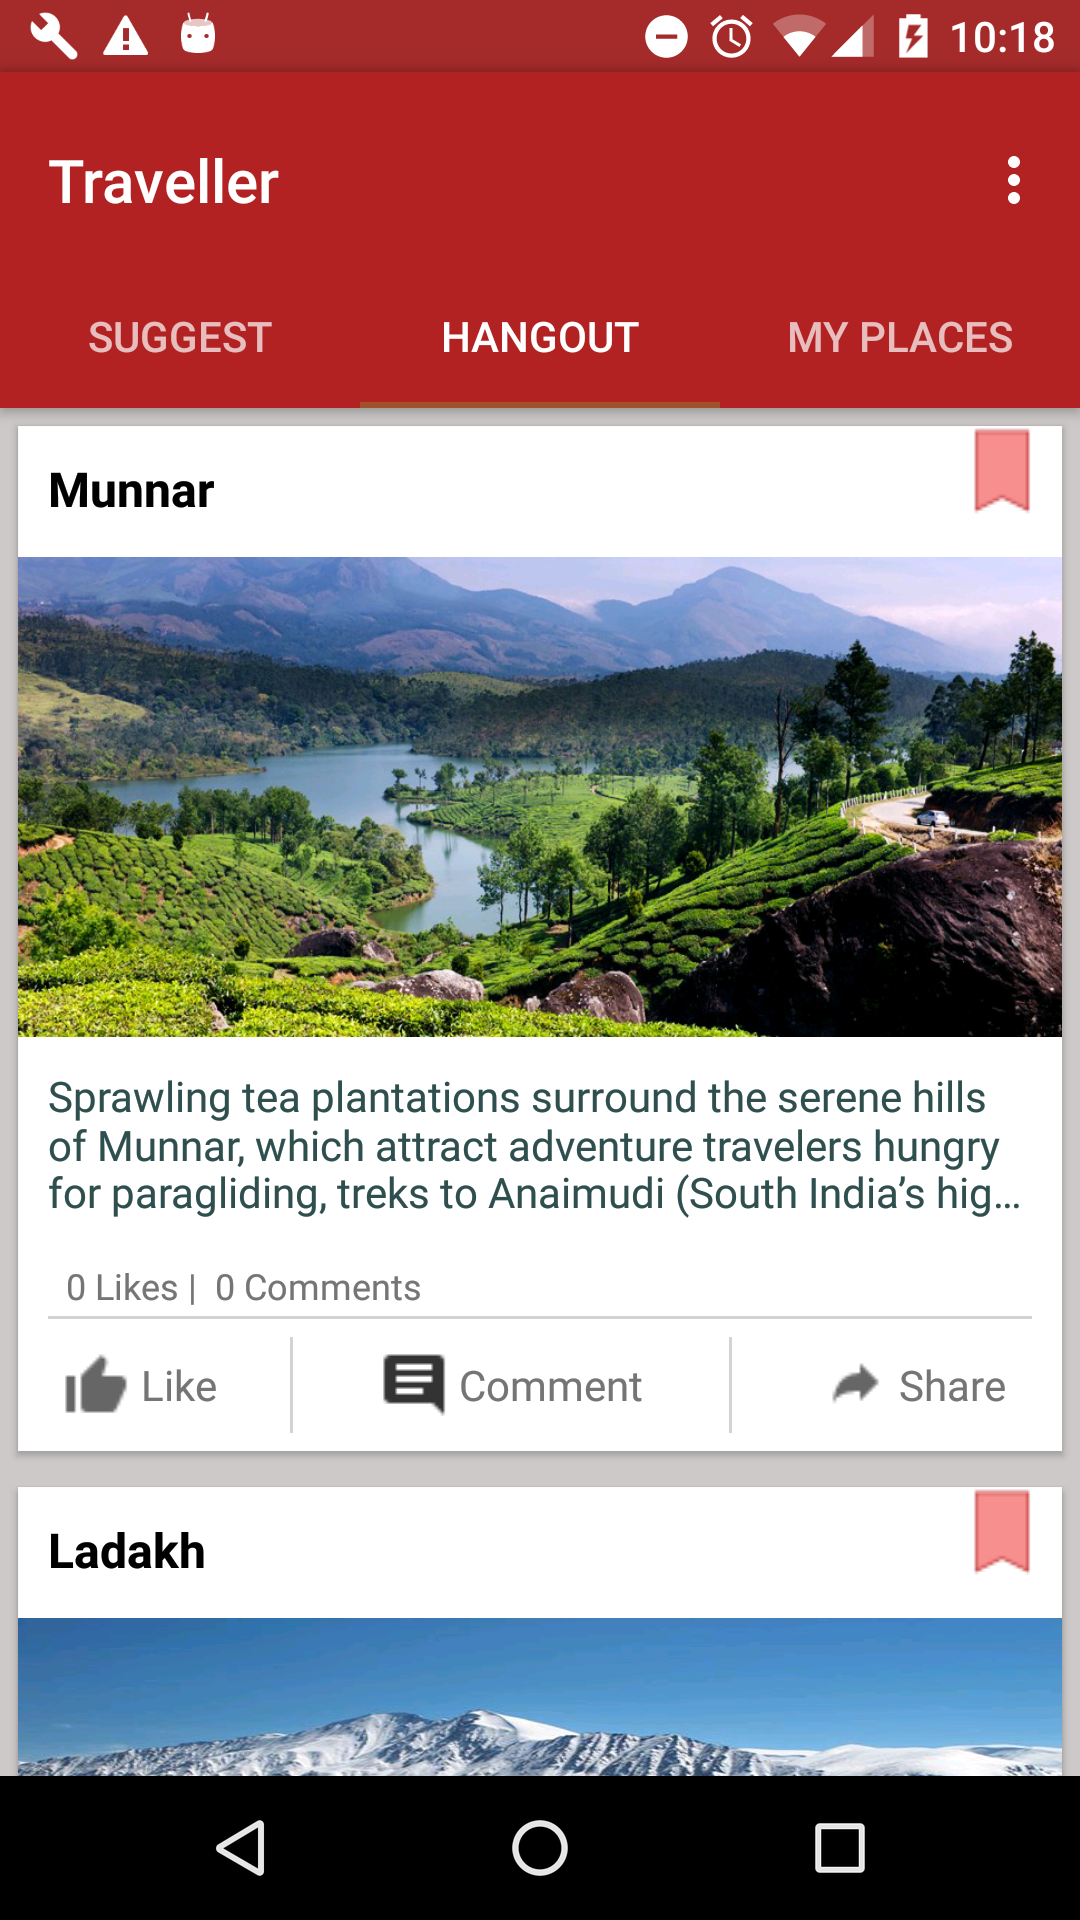 10:18
Traveller
SUGGEST HANGOUT MY PLACES
Munnar
Sprawling tea plantations surround the serene hills
of Munnar, which attract adventure travelers hungry
for paragliding, treks to Anaimudi (South India’s hig…
0 Likes | 0 Comments
Like Comment Share
Ladakh